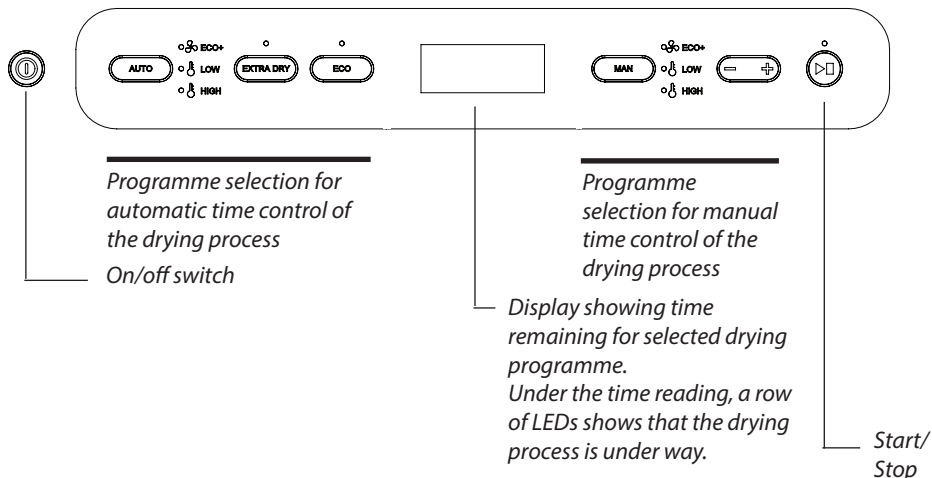 ECO+
AUTO
LOW
HIGH
EXTRA DRY
ECO
MAN
ECO+
LOW
HIGH
Programme selection for
automatic time control of
the drying process
On/off switch
Programme
selection for manual
time control of the
drying process
Display showing time
remaining for selected drying
programme.
Under the time reading, a row
of LEDs shows that the drying
process is under way.
Start/
Stop